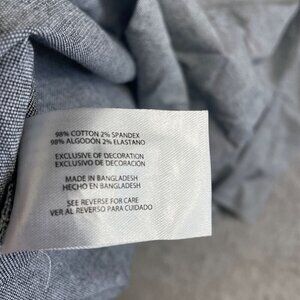 98% COTTON 2% SPANDEX
98% ALGODÓN 2% ELASTANO
EXCLUSIVE OF DECORATION
EXCLUSIVO DE DECORACIÓN
MADE IN BANGLADESH
HECHO EN BANGLADESH
SEE REVERSE FOR CARE
VER AL REVERSO PARA CUIDADO